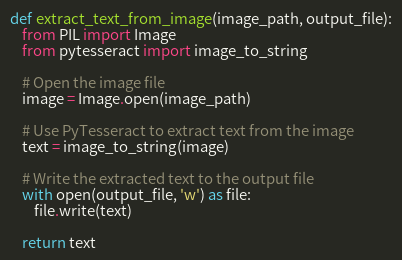 def extract_text_from_image(image_path, output_file):
    from PIL import Image
    from pytesseract import image_to_string

    # Open the image file
    image = Image.open(image_path)

    # Use PyTesseract to extract text from the image
    text = image_to_string(image)

    # Write the extracted text to the output file
    with open(output_file, 'w') as file:
        file.write(text)

    return text